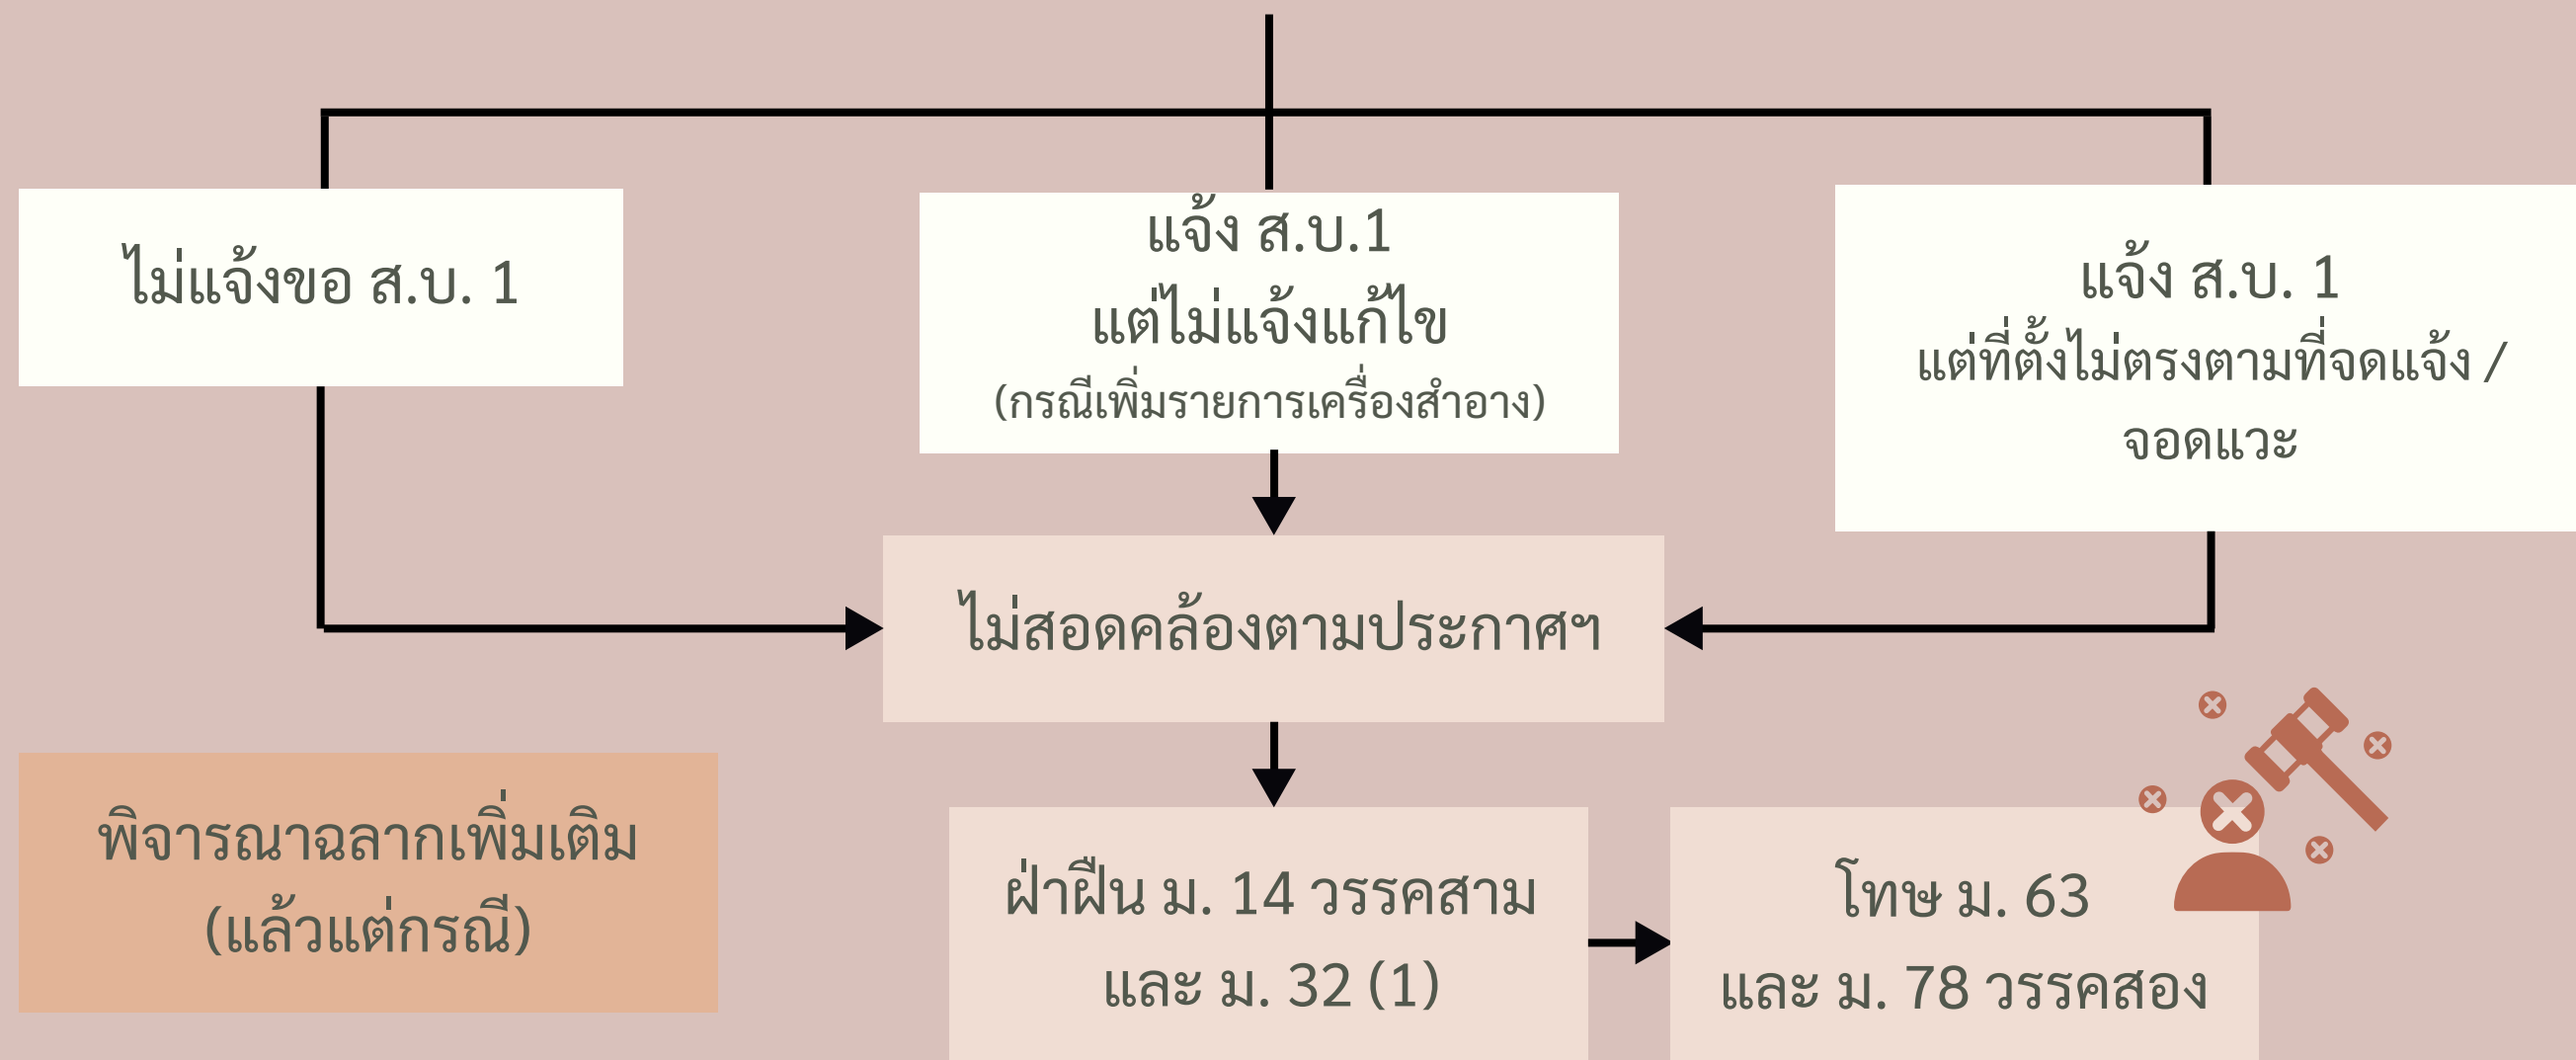 ไม่แจ้งขอ ส.บ. 1
แจ้ง ส.บ.1
แต่ไม่แจ้งแก้ไข
(กรณีเพิ่มรายการเครื่องสำอาง)
แจ้ง ส.บ. 1
แต่ที่ตั้งไม่ตรงตามที่จดแจ้ง /
จอดแวะ
ไม่สอดคล้องตามประกาศฯ
พิจารณาฉลากเพิ่มเติม
(แล้วแต่กรณี)
ฝ่าฝืน ม. 14 วรรคสาม
และ ม. 32 (1)
โทษ ม. 63
และ ม. 78 วรรคสอง